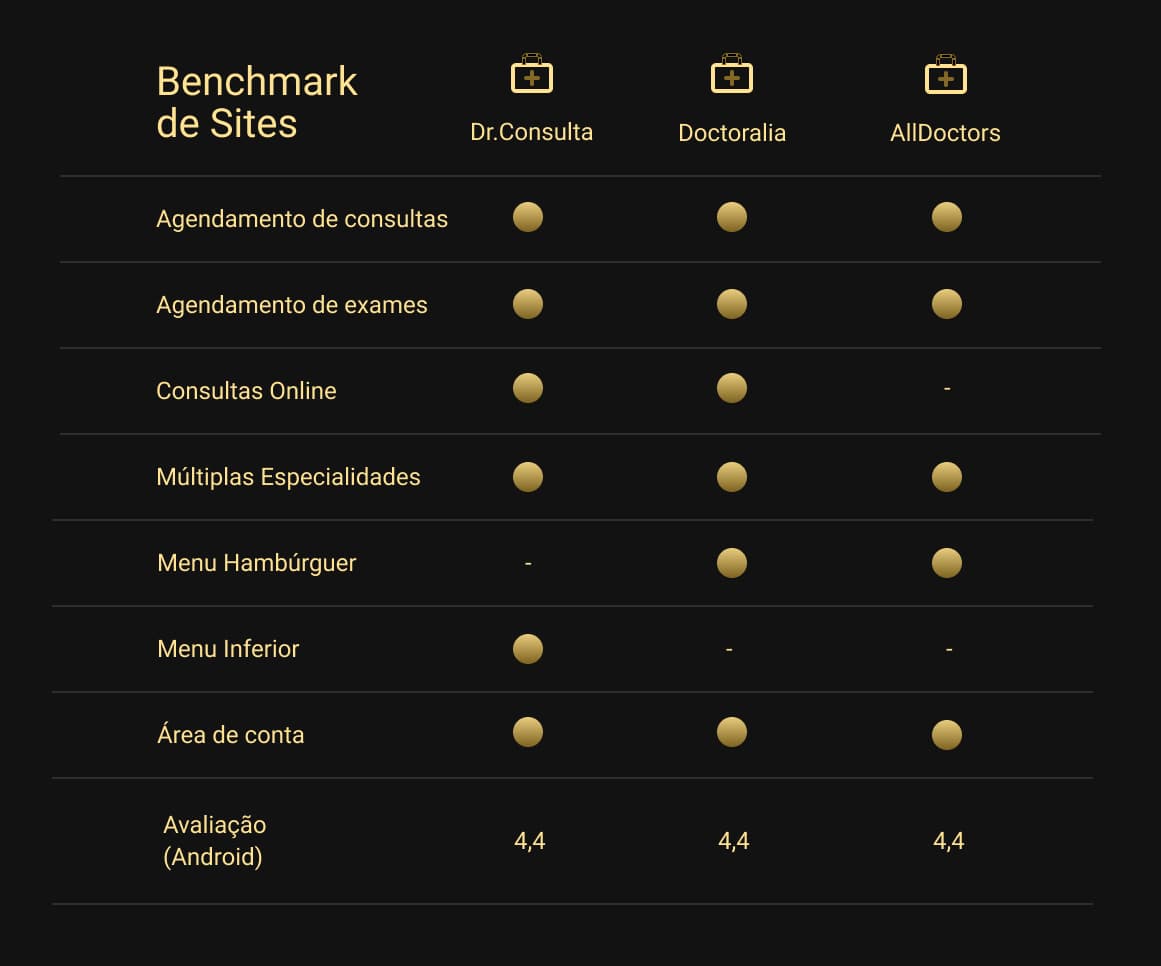 Benchmark
de Sites
Dr.Consulta
Doctoralia
AllDoctors
Agendamento de consultas
Agendamento de exames
Consultas Online
-
Múltiplas Especialidades
Menu Hambúrguer
-
Menu Inferior
- -
Área de conta
Avaliação
(Android)
4,4 4,4 4,4